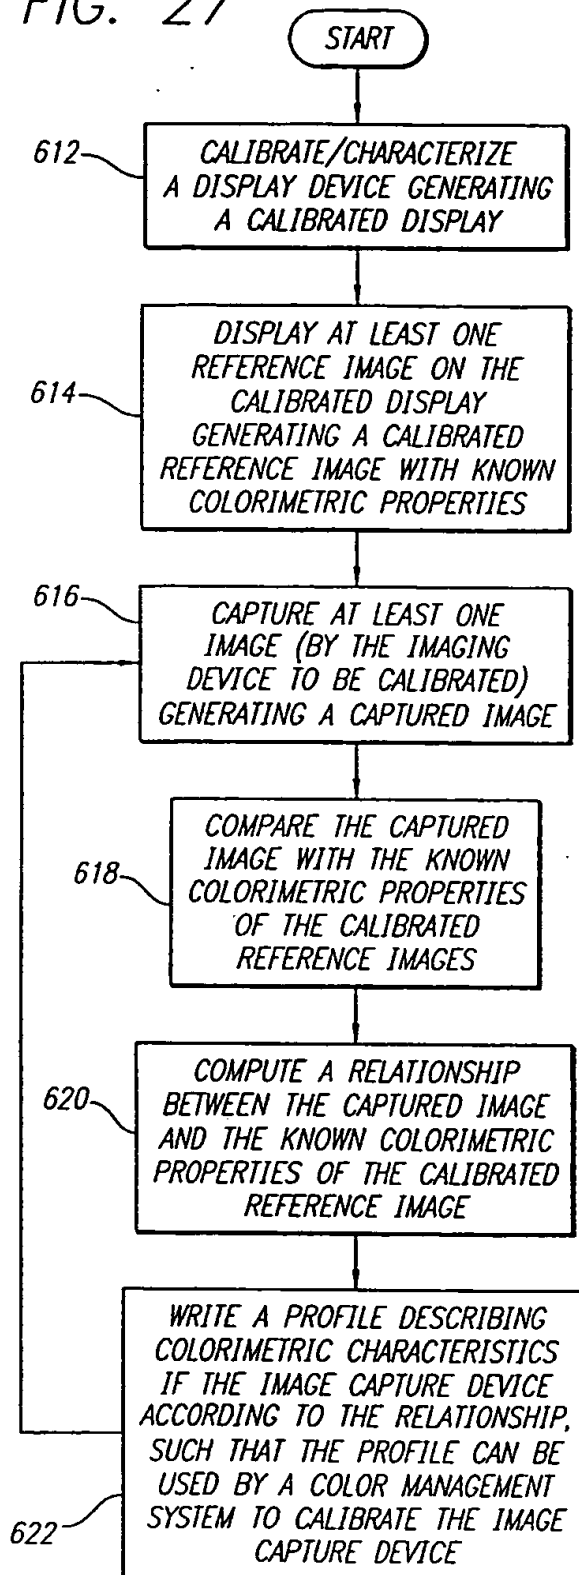 FIG. 27
START
612
CALIBRATE/CHARACTERIZE
A DISPLAY DEVICE GENERATING
A CALIBRATED DISPLAY
614
DISPLAY AT LEAST ONE
REFERENCE IMAGE ON THE
CALIBRATED DISPLAY
GENERATING A CALIBRATED
REFERENCE IMAGE WITH KNOWN
COLORIMETRIC PROPERTIES
616
CAPTURE AT LEAST ONE
IMAGE (BY THE IMAGING
DEVICE TO BE CALIBRATED)
GENERATING A CAPTURED IMAGE
618
COMPARE THE CAPTURED
IMAGE WITH THE KNOWN
COLORIMETRIC PROPERTIES
OF THE CALIBRATED
REFERENCE IMAGES
620
COMPUTE A RELATIONSHIP
BETWEEN THE CAPTURED IMAGE
AND THE KNOWN COLORIMETRIC
PROPERTIES OF THE CALIBRATED
REFERENCE IMAGE
622
WRITE A PROFILE DESCRIBING
COLORIMETRIC CHARACTERISTICS
IF THE IMAGE CAPTURE DEVICE
ACCORDING TO THE RELATIONSHIP,
SUCH THAT THE PROFILE CAN BE
USED BY A COLOR MANAGEMENT
SYSTEM TO CALIBRATE THE IMAGE
CAPTURE DEVICE